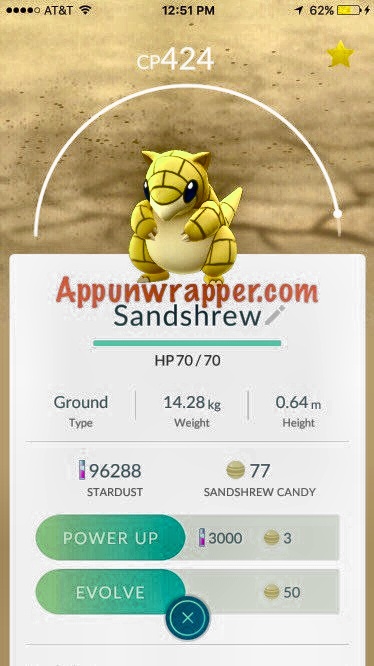 AT&T 12:51 PM 62%
CP424
Appunwrapper.com
Sandshrew
HP 70 / 70
Ground 14.28 kg 0.64 m
Type Weight Height
96288 77
STARDUST SANDSHREW CANDY
POWER UP 3000 3
EVOLVE 50